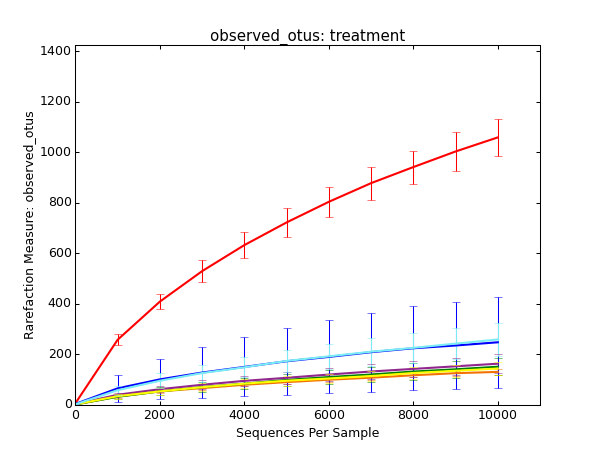 observed_otus: treatment
1400
1200
1000
800
600
400
200
0
0 2000 4000 6000 8000 10000
Rarefaction Measure: observed_otus
Sequences Per Sample